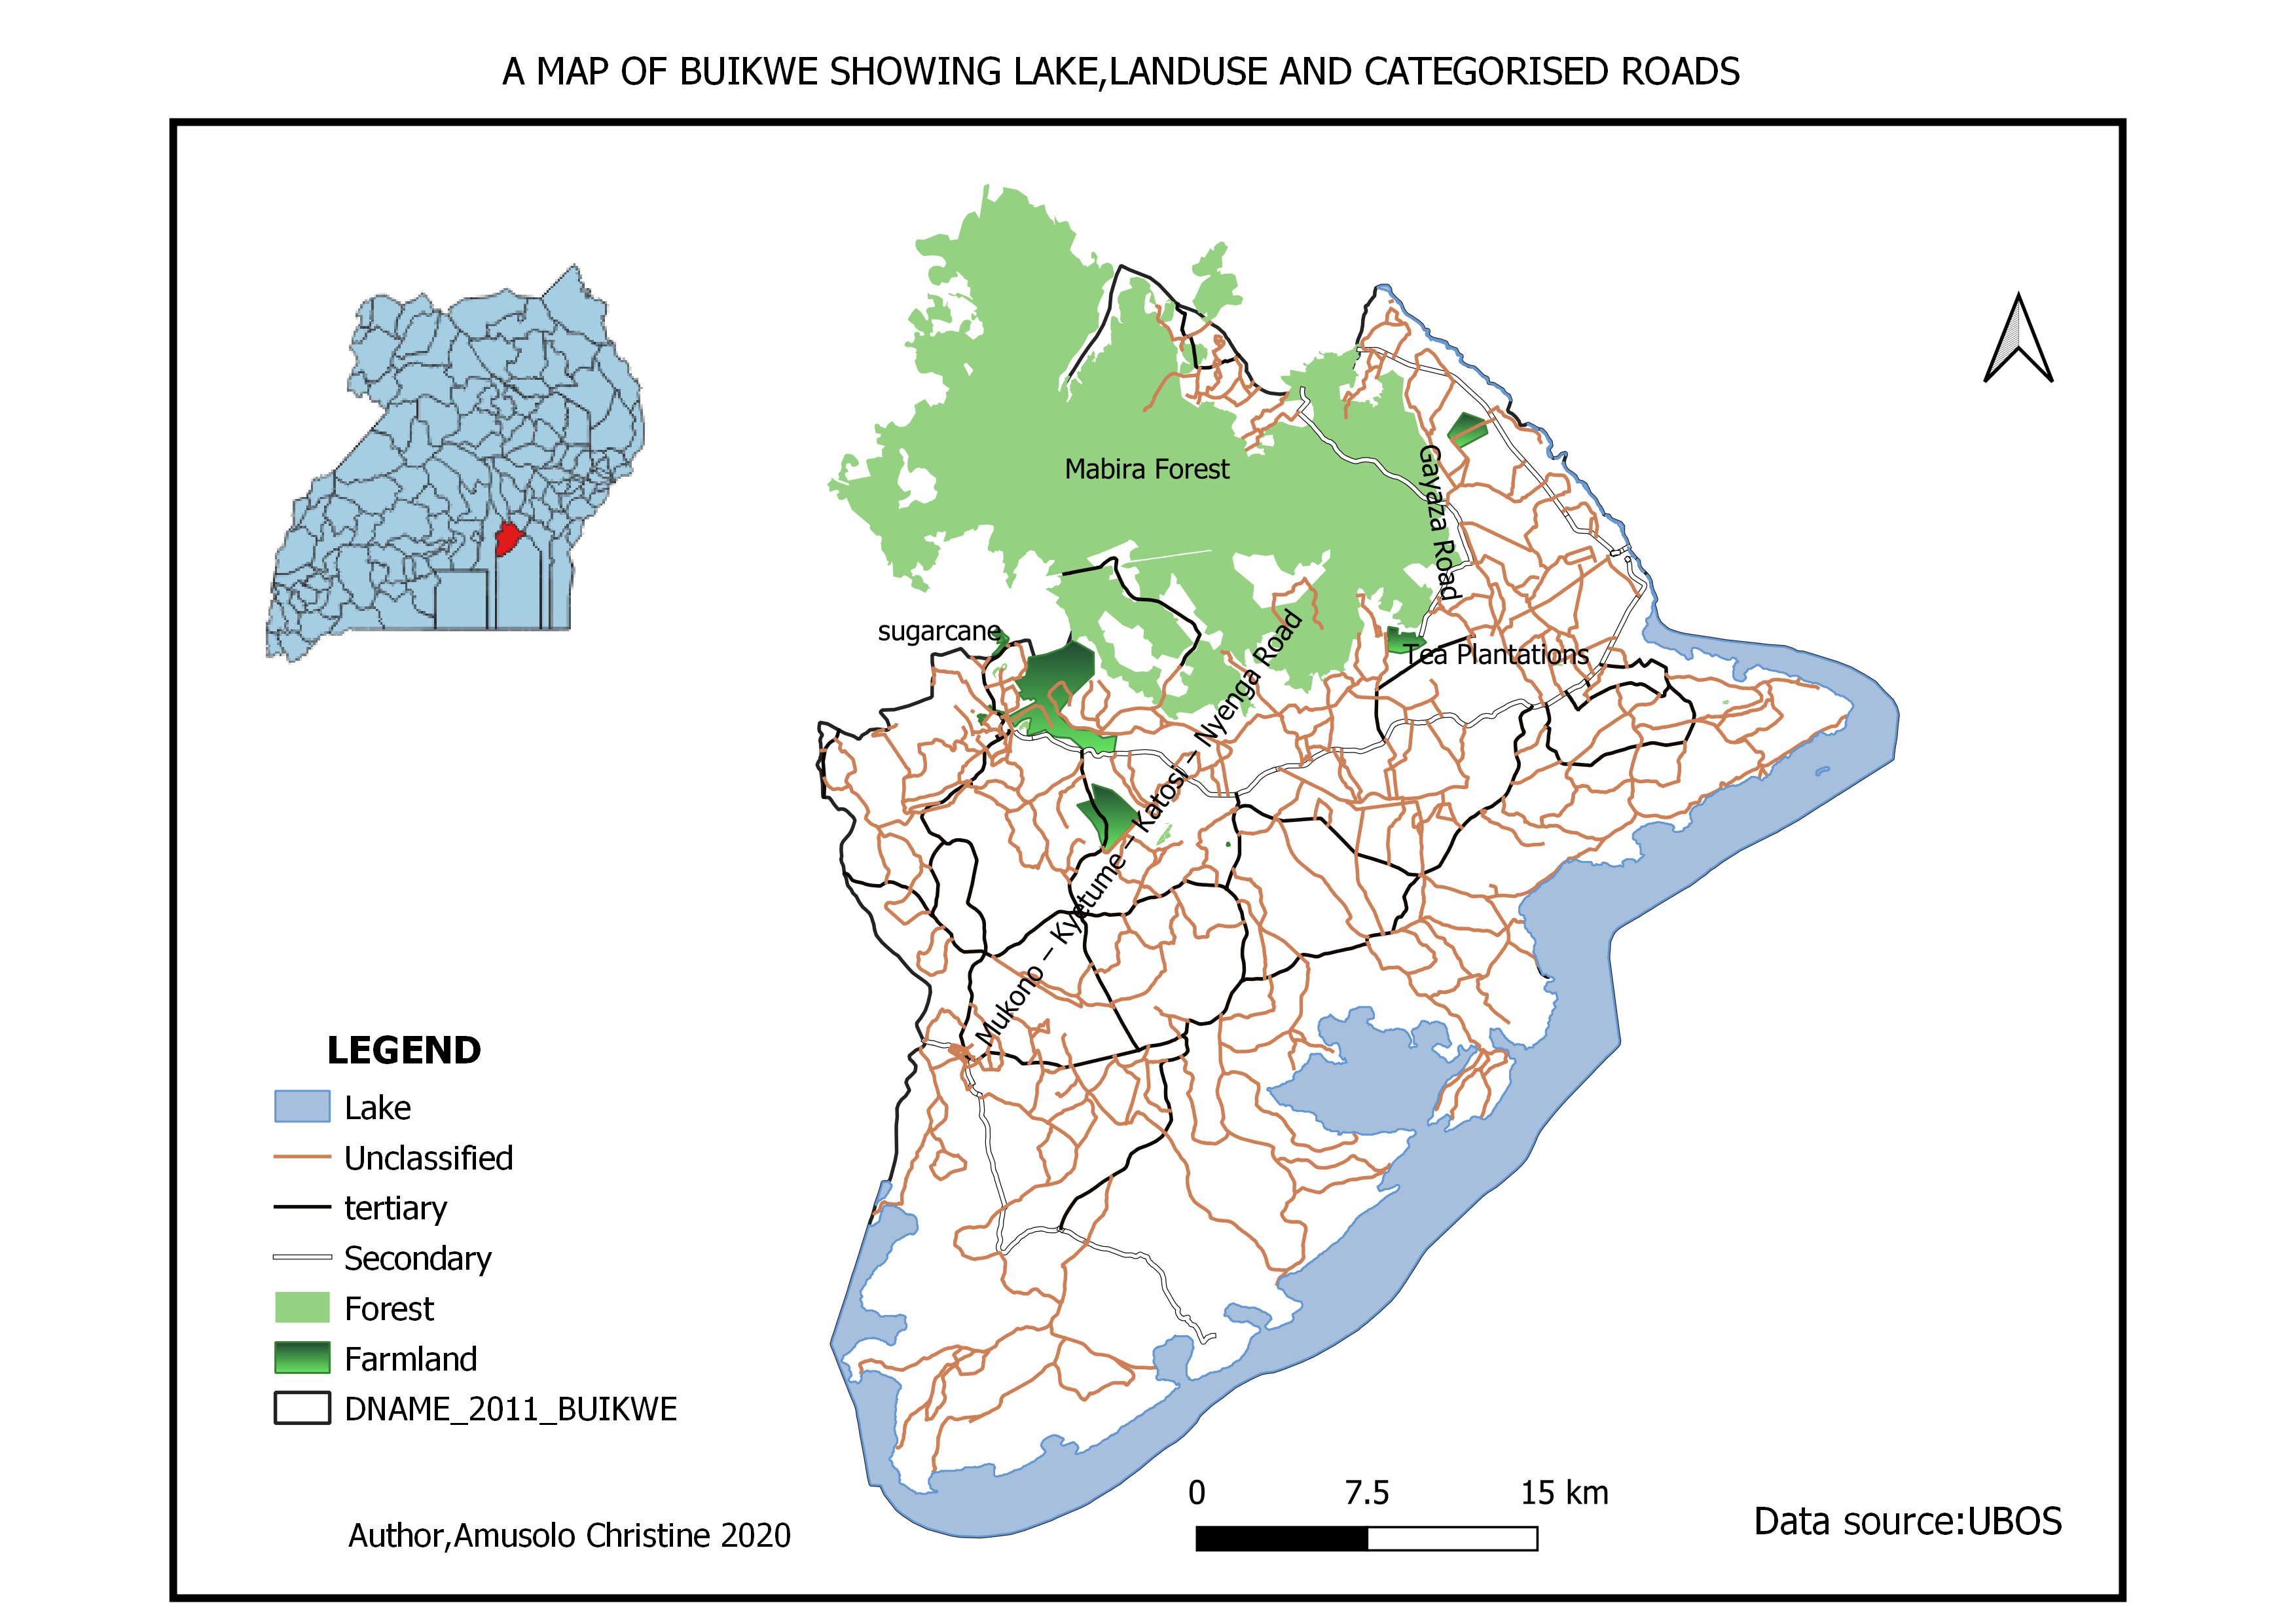 A MAP OF BUIKWE SHOWING LAKE,LANDUSE AND CATEGORISED ROADS
Mabira Forest
Gayaza Road
sugarcane
Tea Plantations
Mukono – Kyetume – Katosi – Nyenga Road
LEGEND
Lake
Unclassified
tertiary
Secondary
Forest
Farmland
DNAME_2011_BUIKWE
0 7.5 15 km
Author,Amusolo Christine 2020
Data source:UBOS